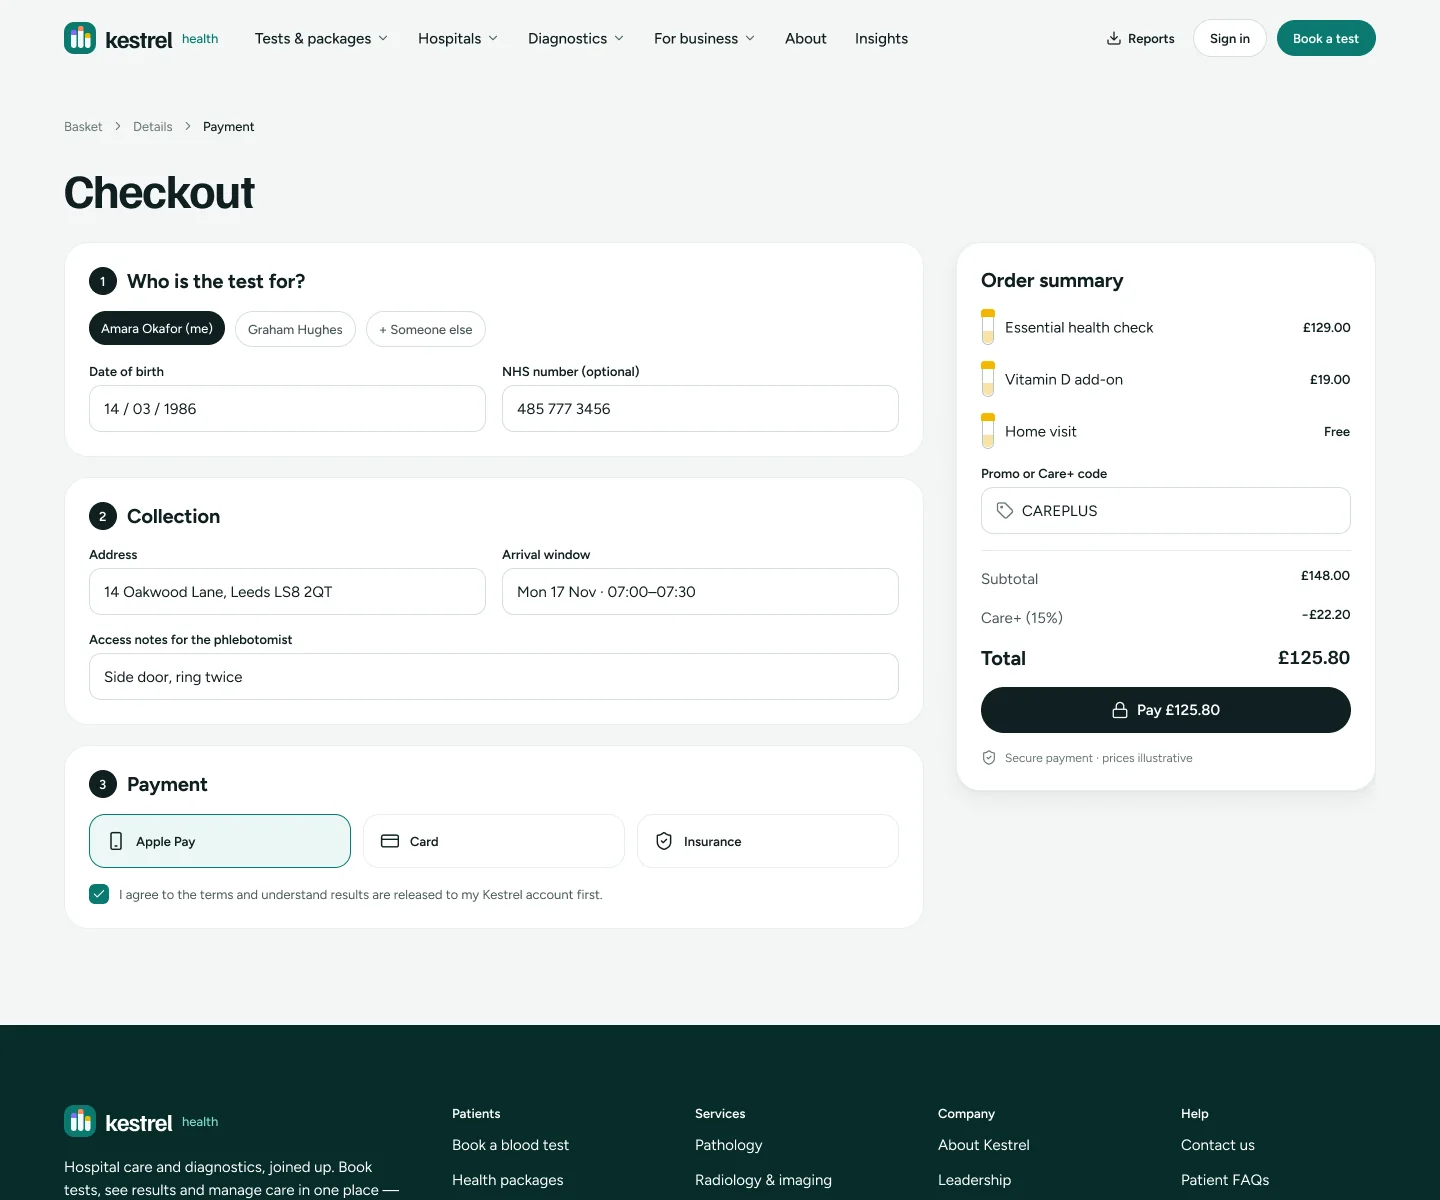 kestrel health
Tests & packages
Hospitals
Diagnostics
For business
About
Insights
Reports
Sign in
Book a test
Basket
Details
Payment
Checkout
1 Who is the test for?
Amara Okafor (me)
Graham Hughes
+ Someone else
Date of birth
NHS number (optional)
14 / 03 / 1986
485 777 3456
2 Collection
Address
Arrival window
14 Oakwood Lane, Leeds LS8 2QT
Mon 17 Nov · 07:00–07:30
Access notes for the phlebotomist
Side door, ring twice
3 Payment
Apple Pay
Card
Insurance
I agree to the terms and understand results are released to my Kestrel account first.
Order summary
Essential health check £129.00
Vitamin D add-on £19.00
Home visit Free
Promo or Care+ code
CAREPLUS
Subtotal £148.00
Care+ (15%) -£22.20
Total £125.80
Pay £125.80
Secure payment · prices illustrative
kestrel health
Hospital care and diagnostics, joined up. Book
tests, see results and manage care in one place —
Patients
Book a blood test
Health packages
Services
Pathology
Radiology & imaging
Company
About Kestrel
Leadership
Help
Contact us
Patient FAQs